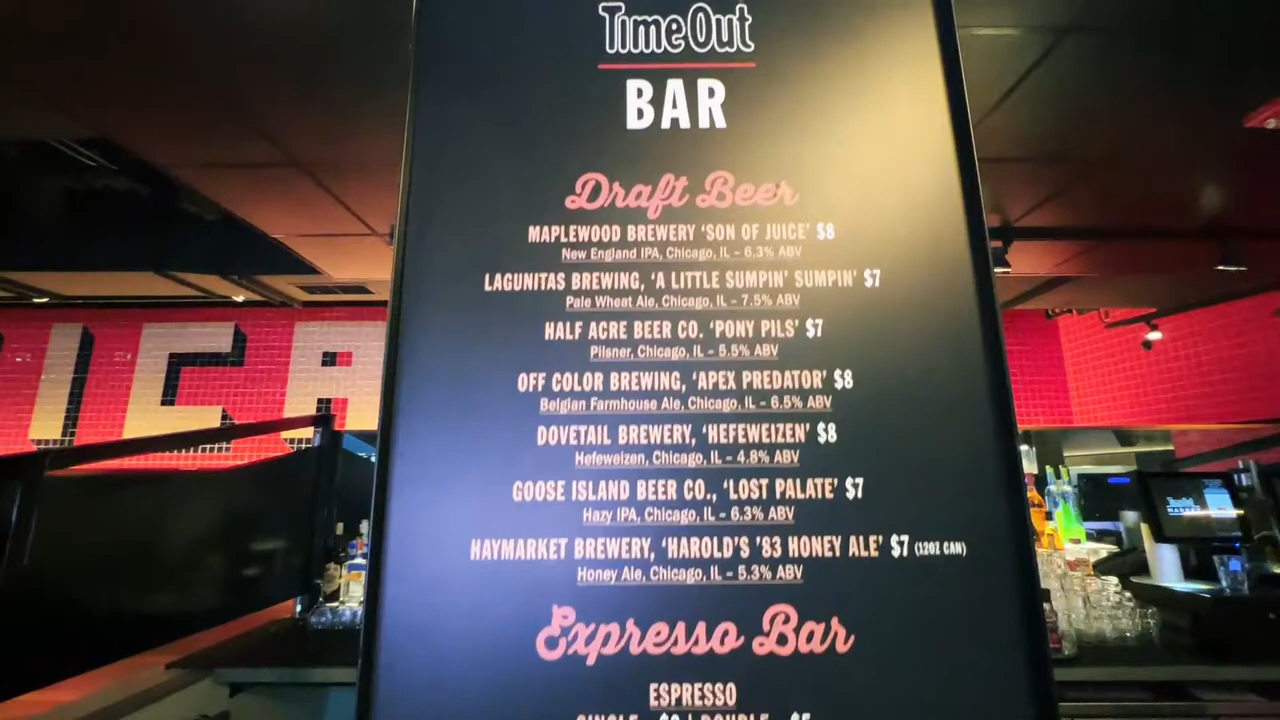 Time Out
BAR
Draft Beer
MAPLEWOOD BREWERY ‘SON OF JUICE’ $8
New England IPA, Chicago, IL – 6.3% ABV
LAGUNITAS BREWING, ‘A LITTLE SUMPIN’ SUMPIN’ $7
Pale Wheat Ale, Chicago, IL – 7.5% ABV
HALF ACRE BEER CO. ‘PONY PILS’ $7
Pilsner, Chicago, IL – 5.5% ABV
OFF COLOR BREWING, ‘APEX PREDATOR’ $8
Belgian Farmhouse Ale, Chicago, IL – 6.5% ABV
DOVETAIL BREWERY, ‘HEFEWEIZEN’ $8
Hefeweizen, Chicago, IL – 4.8% ABV
GOOSE ISLAND BEER CO., ‘LOST PALATE’ $7
Hazy IPA, Chicago, IL – 6.3% ABV
HAYMARKET BREWERY, ‘HAROLD’S ’83 HONEY ALE’ $7 (12OZ CAN)
Honey Ale, Chicago, IL – 5.3% ABV
Expresso Bar
ESPRESSO
ICA